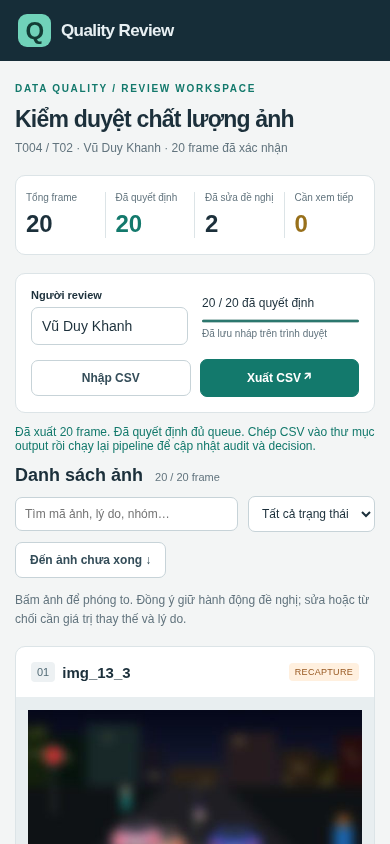 Q Quality Review
DATA QUALITY / REVIEW WORKSPACE
Kiểm duyệt chất lượng ảnh
T004 / T02 · Vũ Duy Khanh · 20 frame đã xác nhận
Tổng frame Đã quyết định Đã sửa đề nghị Cần xem tiếp
20 20 2 0
Người review
Vũ Duy Khanh
20 / 20 đã quyết định
Đã lưu nháp trên trình duyệt
Nhập CSV Xuất CSV ↗
Đã xuất 20 frame. Đã quyết định đủ queue. Chép CSV vào thư mục
output rồi chạy lại pipeline để cập nhật audit và decision.
Danh sách ảnh 20 / 20 frame
Tìm mã ảnh, lý do, nhóm… Tất cả trạng thái
Đến ảnh chưa xong ↓
Bấm ảnh để phóng to. Đồng ý giữ hành động đề nghị; sửa hoặc từ
chối cần giá trị thay thế và lý do.
01 img_13_3 RECAPTURE